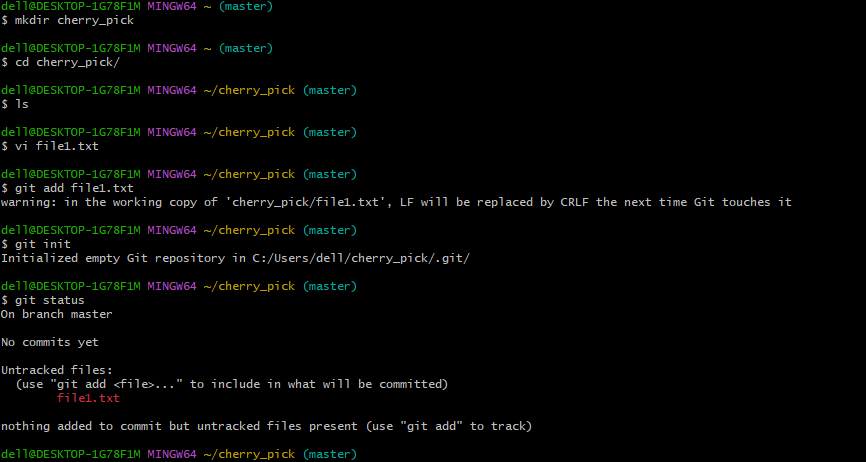 dell@DESKTOP-1G78F1M MINGW64 ~ (master)
$ mkdir cherry_pick
dell@DESKTOP-1G78F1M MINGW64 ~ (master)
$ cd cherry_pick/
dell@DESKTOP-1G78F1M MINGW64 ~/cherry_pick (master)
$ ls
dell@DESKTOP-1G78F1M MINGW64 ~/cherry_pick (master)
$ vi file1.txt
dell@DESKTOP-1G78F1M MINGW64 ~/cherry_pick (master)
$ git add file1.txt
warning: in the working copy of 'cherry_pick/file1.txt', LF will be replaced by CRLF the next time Git touches it
dell@DESKTOP-1G78F1M MINGW64 ~/cherry_pick (master)
$ git init
Initialized empty Git repository in C:/Users/dell/cherry_pick/.git/
dell@DESKTOP-1G78F1M MINGW64 ~/cherry_pick (master)
$ git status
On branch master
No commits yet
Untracked files:
  (use "git add <file>..." to include in what will be committed)
        file1.txt
nothing added to commit but untracked files present (use "git add" to track)
dell@DESKTOP-1G78F1M MINGW64 ~/cherry_pick (master)